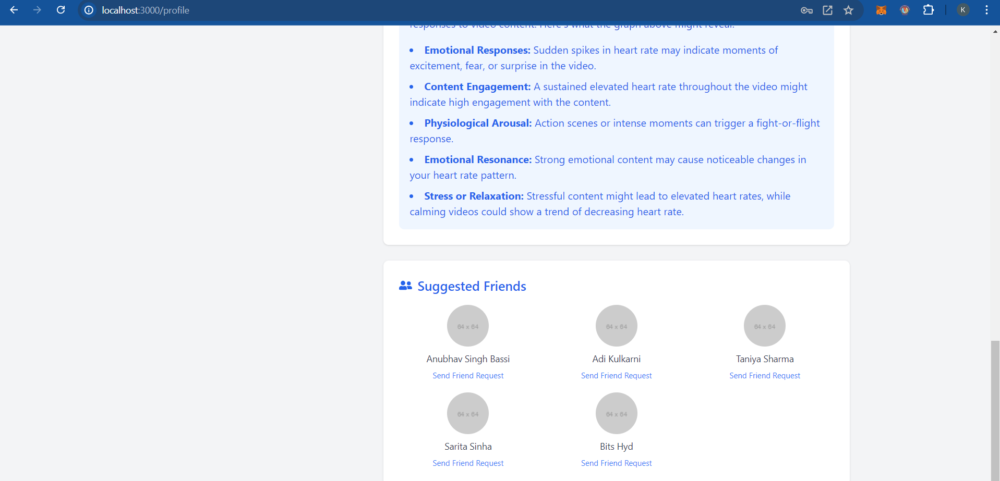 localhost:3000/profile
K
responses to video content. Here's what the graph above might reveal:
• Emotional Responses: Sudden spikes in heart rate may indicate moments of
excitement, fear, or surprise in the video.
• Content Engagement: A sustained elevated heart rate throughout the video might
indicate high engagement with the content.
• Physiological Arousal: Action scenes or intense moments can trigger a fight-or-flight
response.
• Emotional Resonance: Strong emotional content may cause noticeable changes in
your heart rate pattern.
• Stress or Relaxation: Stressful content might lead to elevated heart rates, while
calming videos could show a trend of decreasing heart rate.
Suggested Friends
64 x 64
64 x 64
64 x 64
Anubhav Singh Bassi
Adi Kulkarni
Taniya Sharma
Send Friend Request
Send Friend Request
Send Friend Request
64 x 64
64 x 64
Sarita Sinha
Bits Hyd
Send Friend Request
Send Friend Request